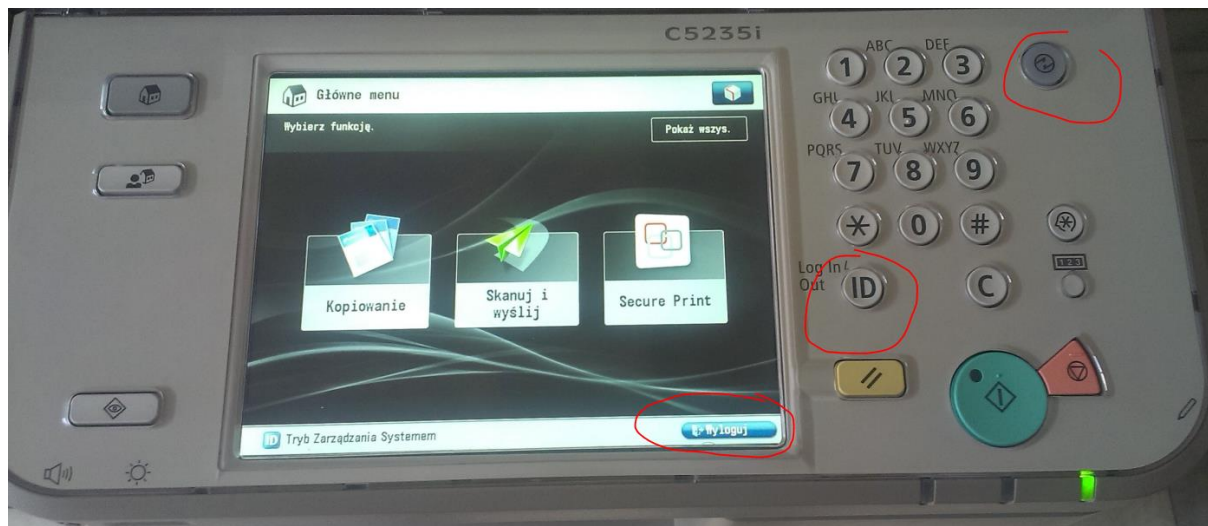 C5235i
Główne menu
Wybierz funkcję.
Pokaż wszys.
Kopiowanie
Skanuj i
wyślij
Secure Print
ID Tryb Zarządzania Systemem
Wyloguj
ABC DEF
1 2 3
GHI JKL MNO
4 5 6
PQRS TUV WXYZ
7 8 9
* 0 #
Log In/
Out
ID
C
123